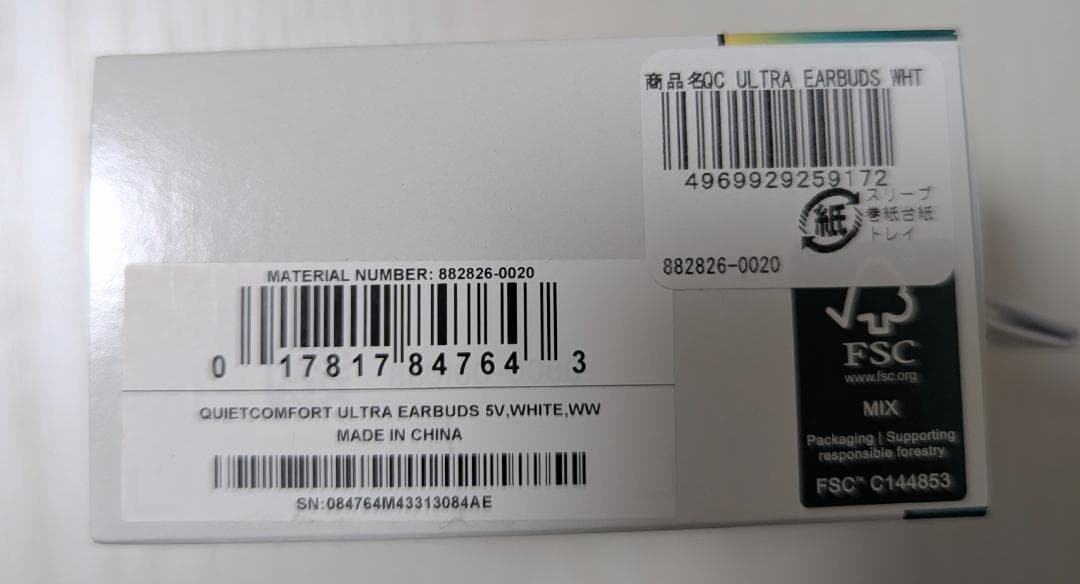 商品名QC ULTRA EARBUDS WHT
4969929259172
紙
スリーブ
巻紙台紙
トレイ
882826-0020
MATERIAL NUMBER: 882826-0020
0 17817 84764 3
QUIETCOMFORT ULTRA EARBUDS 5V,WHITE,WW
MADE IN CHINA
SN:084764M43313084AE
FSC
www.fsc.org
MIX
Packaging | Supporting
responsible forestry
FSC™ C144853